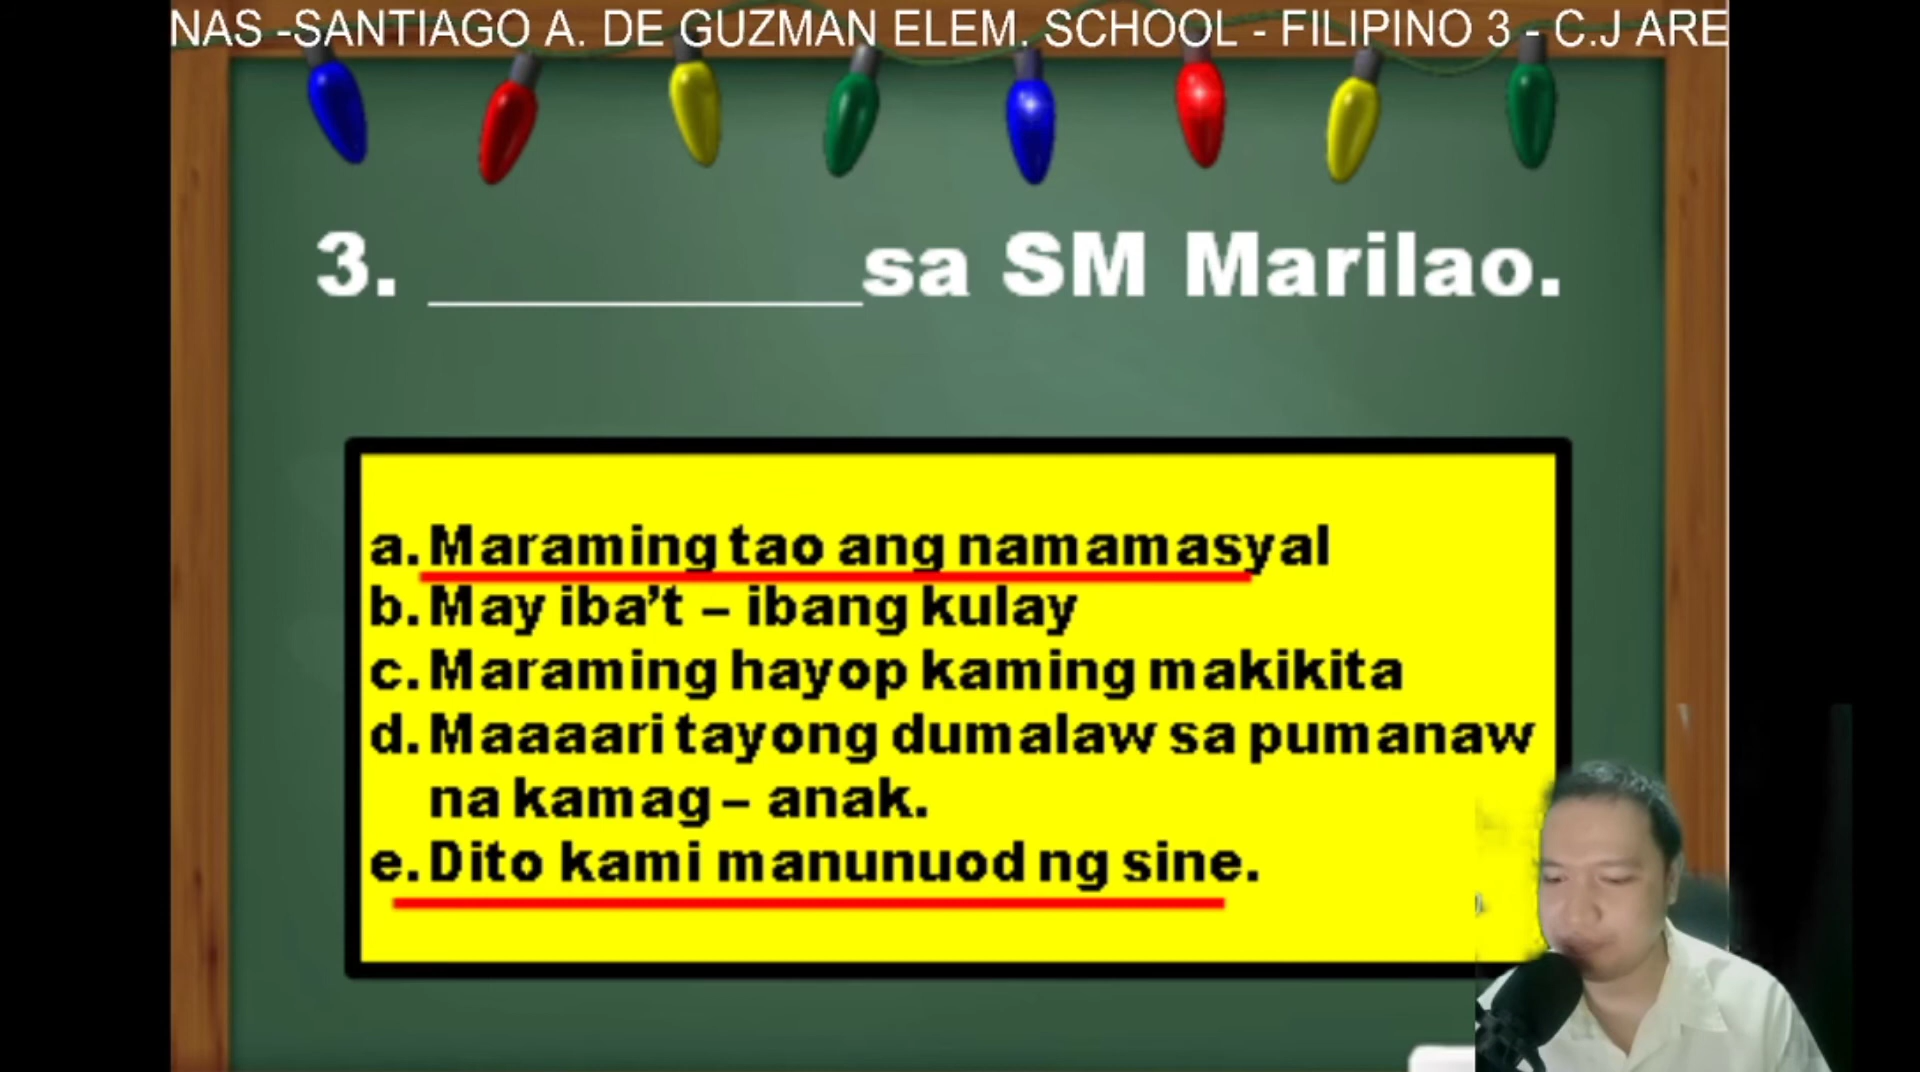 NAS -SANTIAGO A. DE GUZMAN ELEM. SCHOOL - FILIPINO 3 - C.J ARE
3. __________sa SM Marilao.
a. Maraming tao ang namamasyal
b. May iba't – ibang kulay
c. Maraming hayop kaming makikita
d. Maaaari tayong dumalaw sa pumanaw
na kamag – anak.
e. Dito kami manunuod ng sine.